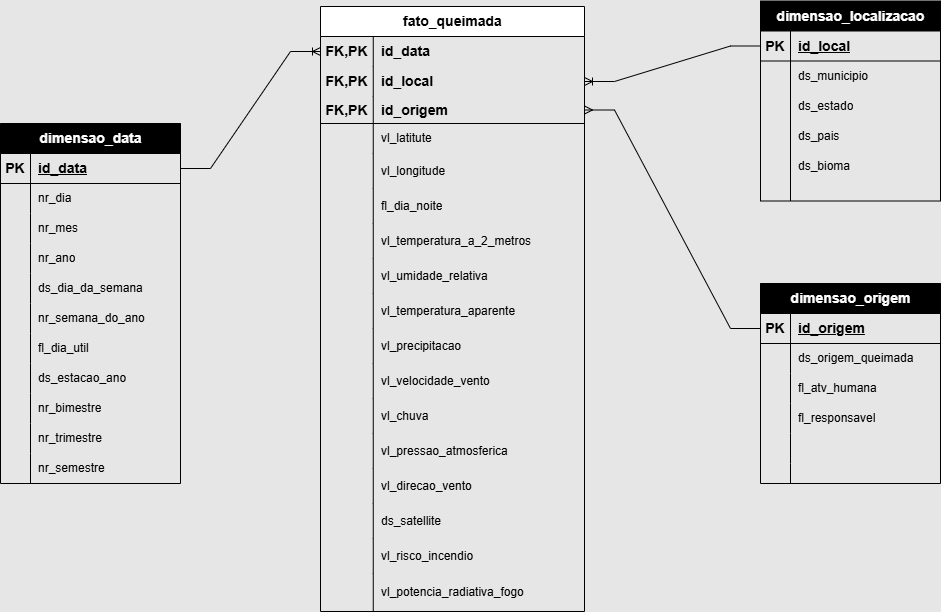 fato_queimada
FK,PK id_data
FK,PK id_local
FK,PK id_origem
vl_latitute
vl_longitude
fl_dia_noite
vl_temperatura_a_2_metros
vl_umidade_relativa
vl_temperatura_aparente
vl_precipitacao
vl_velocidade_vento
vl_chuva
vl_pressao_atmosferica
vl_direcao_vento
ds_satellite
vl_risco_incendio
vl_potencia_radiativa_fogo
dimensao_data
PK id_data
nr_dia
nr_mes
nr_ano
ds_dia_da_semana
nr_semana_do_ano
fl_dia_util
ds_estacao_ano
nr_bimestre
nr_trimestre
nr_semestre
dimensao_localizacao
PK id_local
ds_municipio
ds_estado
ds_pais
ds_bioma
dimensao_origem
PK id_origem
ds_origem_queimada
fl_atv_humana
fl_responsavel